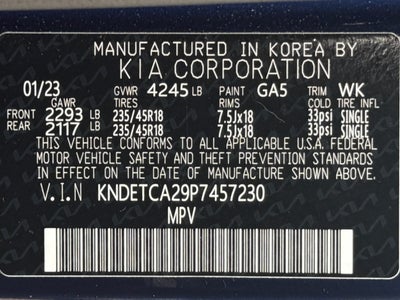 MANUFACTURED IN KOREA BY
KIA CORPORATION
01/23 GVWR 4245 LB PAINT GA5 TRIM WK
GAWR TIRES RIMS COLD TIRE INFL.
FRONT 2293 LB 235/45R18 7.5Jx18 33psi SINGLE
REAR 2117 LB 235/45R18 7.5Jx18 33psi SINGLE
THIS VEHICLE CONFORMS TO ALL APPLICABLE U.S.A. FEDERAL
MOTOR VEHICLE SAFETY AND THEFT PREVENTION STANDARDS
IN EFFECT ON THE DATE OF MANUFACTURE SHOWN ABOVE.
V.I.N KNDETCA29P7457230
MPV